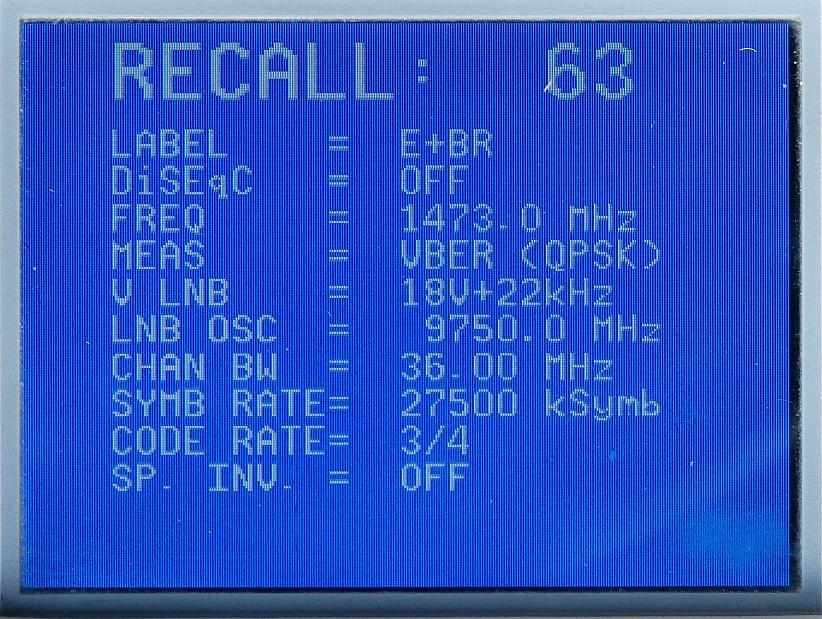 RECALL: 63
LABEL = E+BR
DiSEqC = OFF
FREQ = 1473.0 MHz
MEAS = VBER (QPSK)
V LNB = 18V+22kHz
LNB OSC = 9750.0 MHz
CHAN BW = 36.00 MHz
SYMB RATE= 27500 kSymb
CODE RATE= 3/4
SP. INV. = OFF